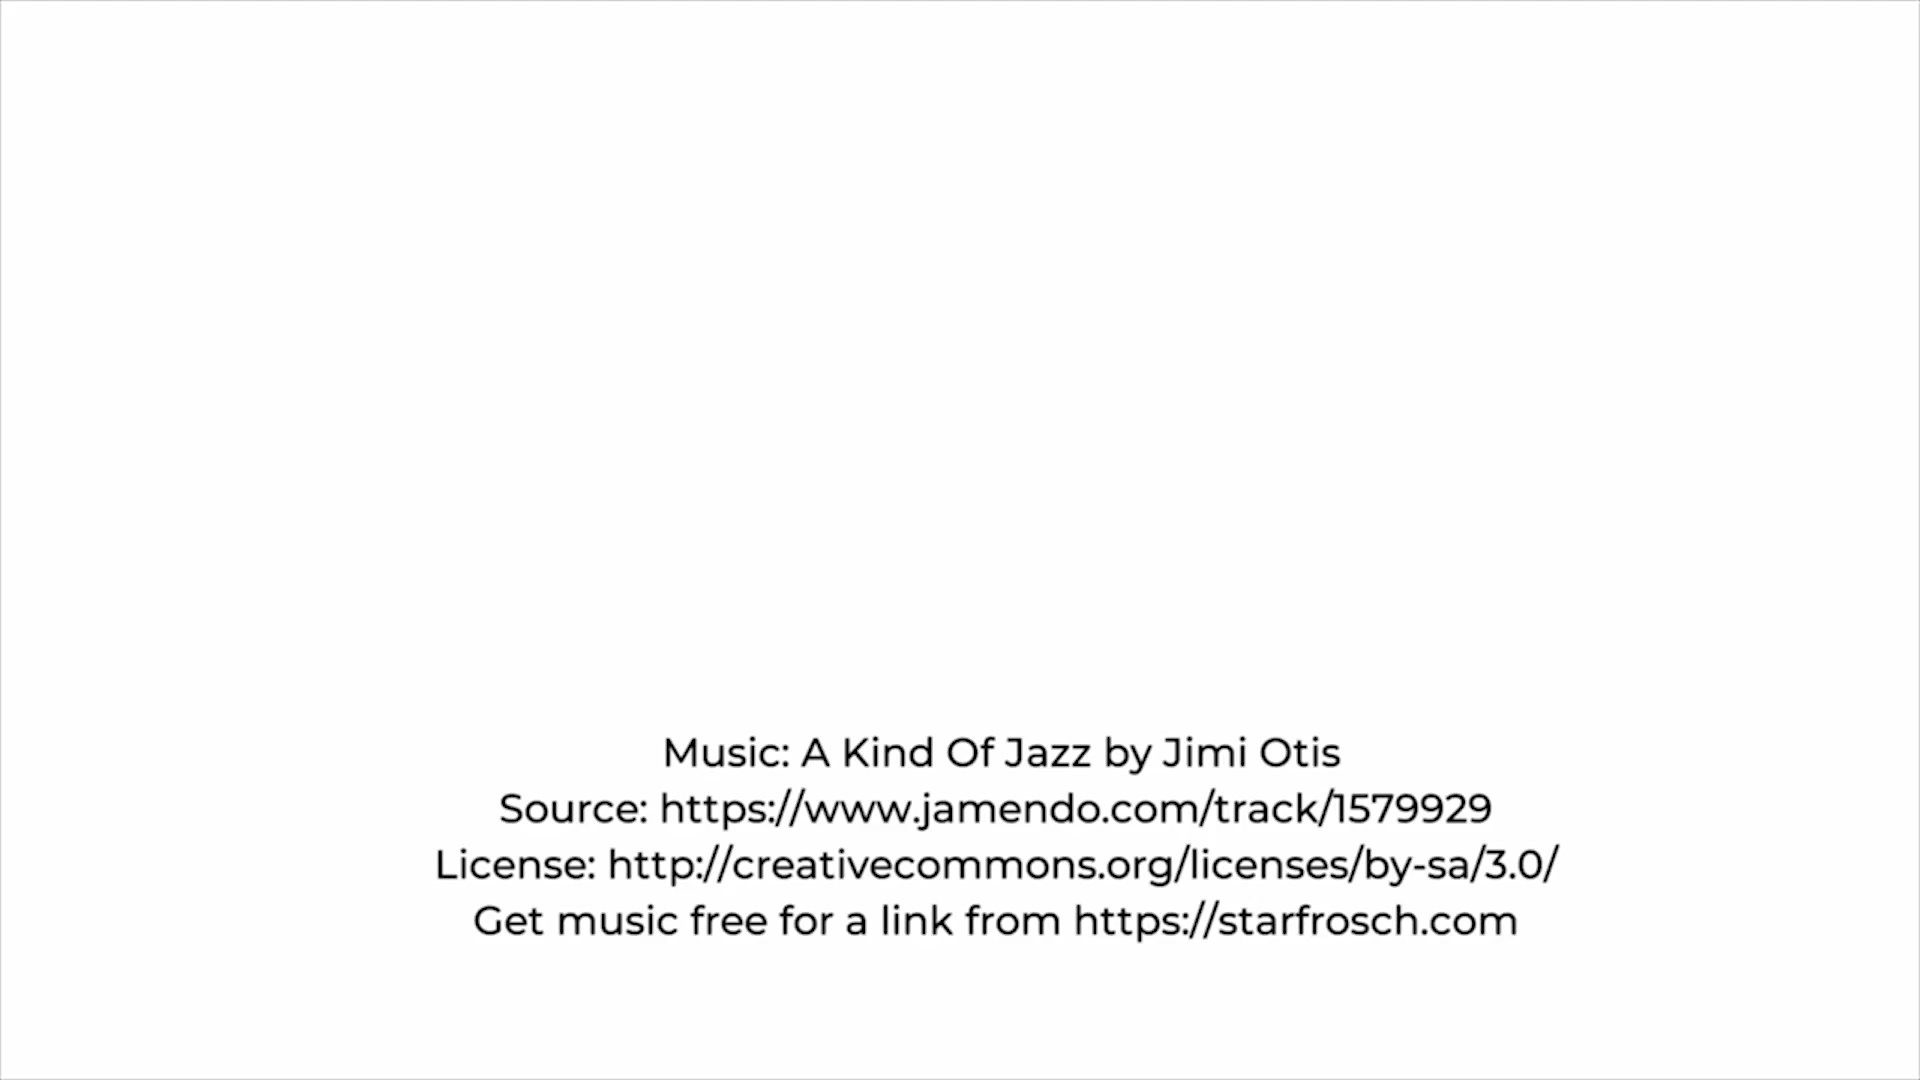 Music: A Kind Of Jazz by Jimi Otis
Source: https://www.jamendo.com/track/1579929
License: http://creativecommons.org/licenses/by-sa/3.0/
Get music free for a link from https://starfrosch.com